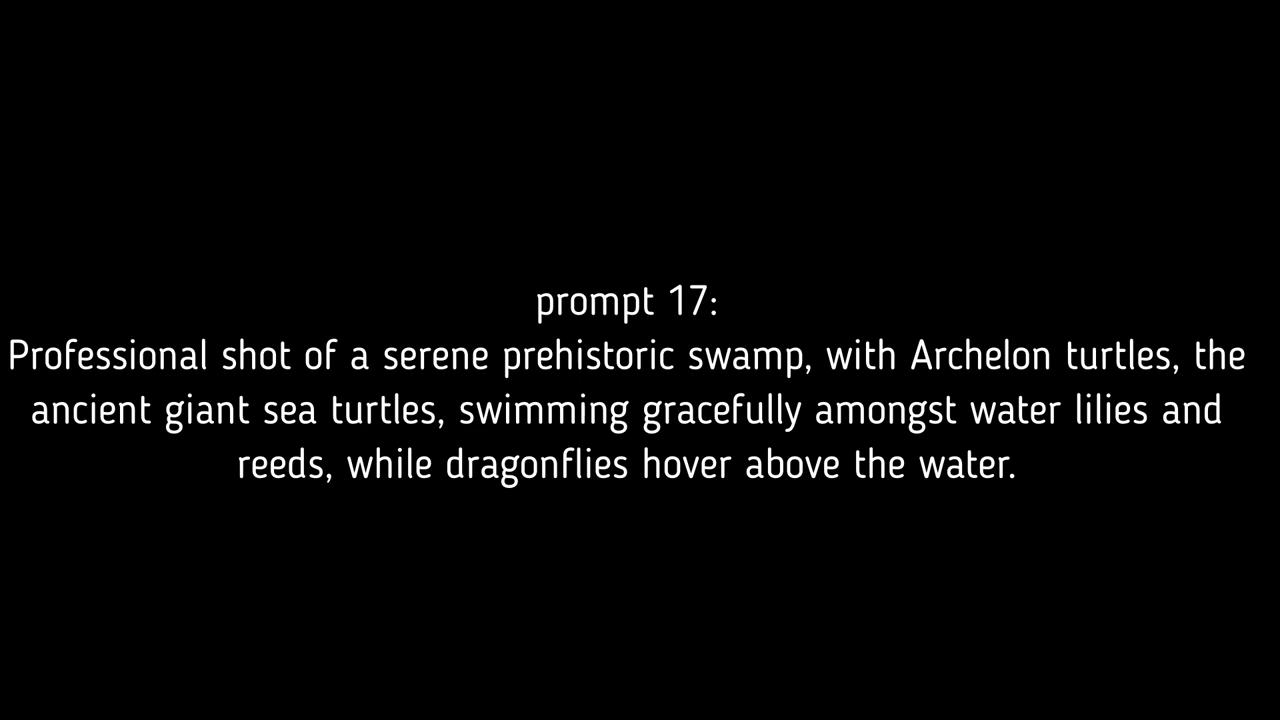 prompt 17:
Professional shot of a serene prehistoric swamp, with Archelon turtles, the
ancient giant sea turtles, swimming gracefully amongst water lilies and
reeds, while dragonflies hover above the water.